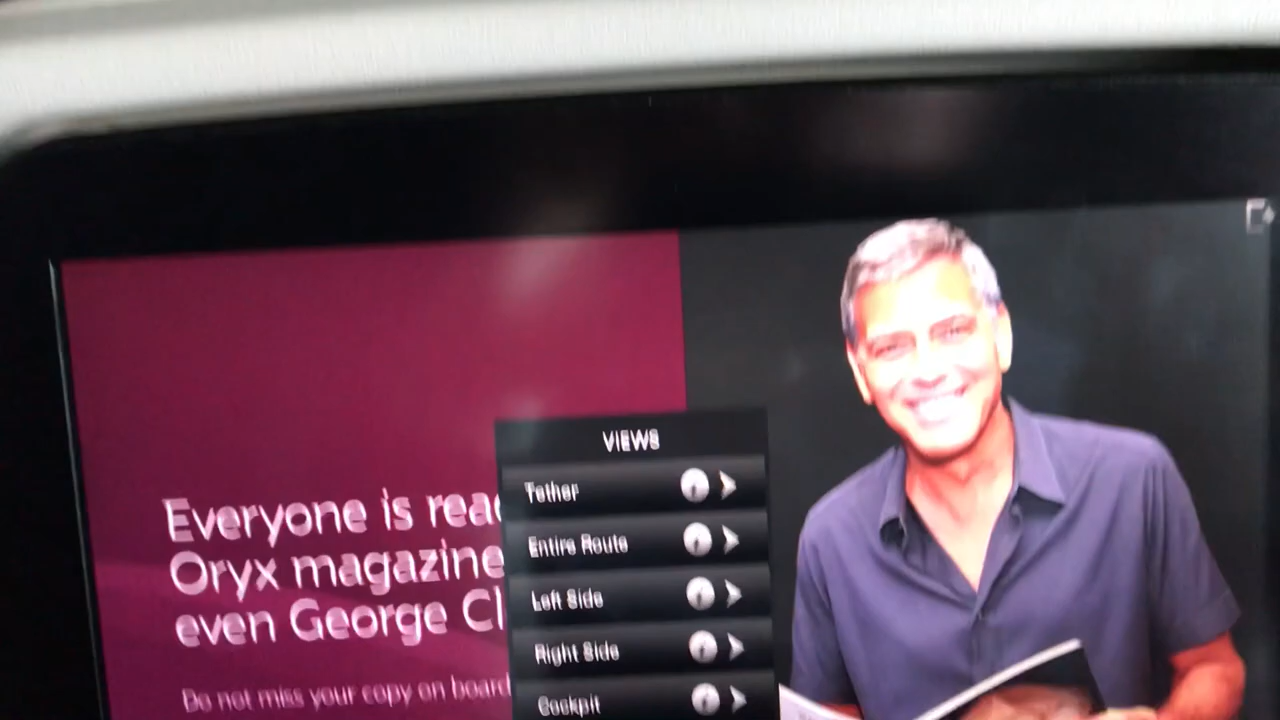 VIEWS
Tether
Entire Route
Left Side
Right Side
Cockpit
Everyone is rea
Oryx magazine
even George Cl
Do not miss your copy on board